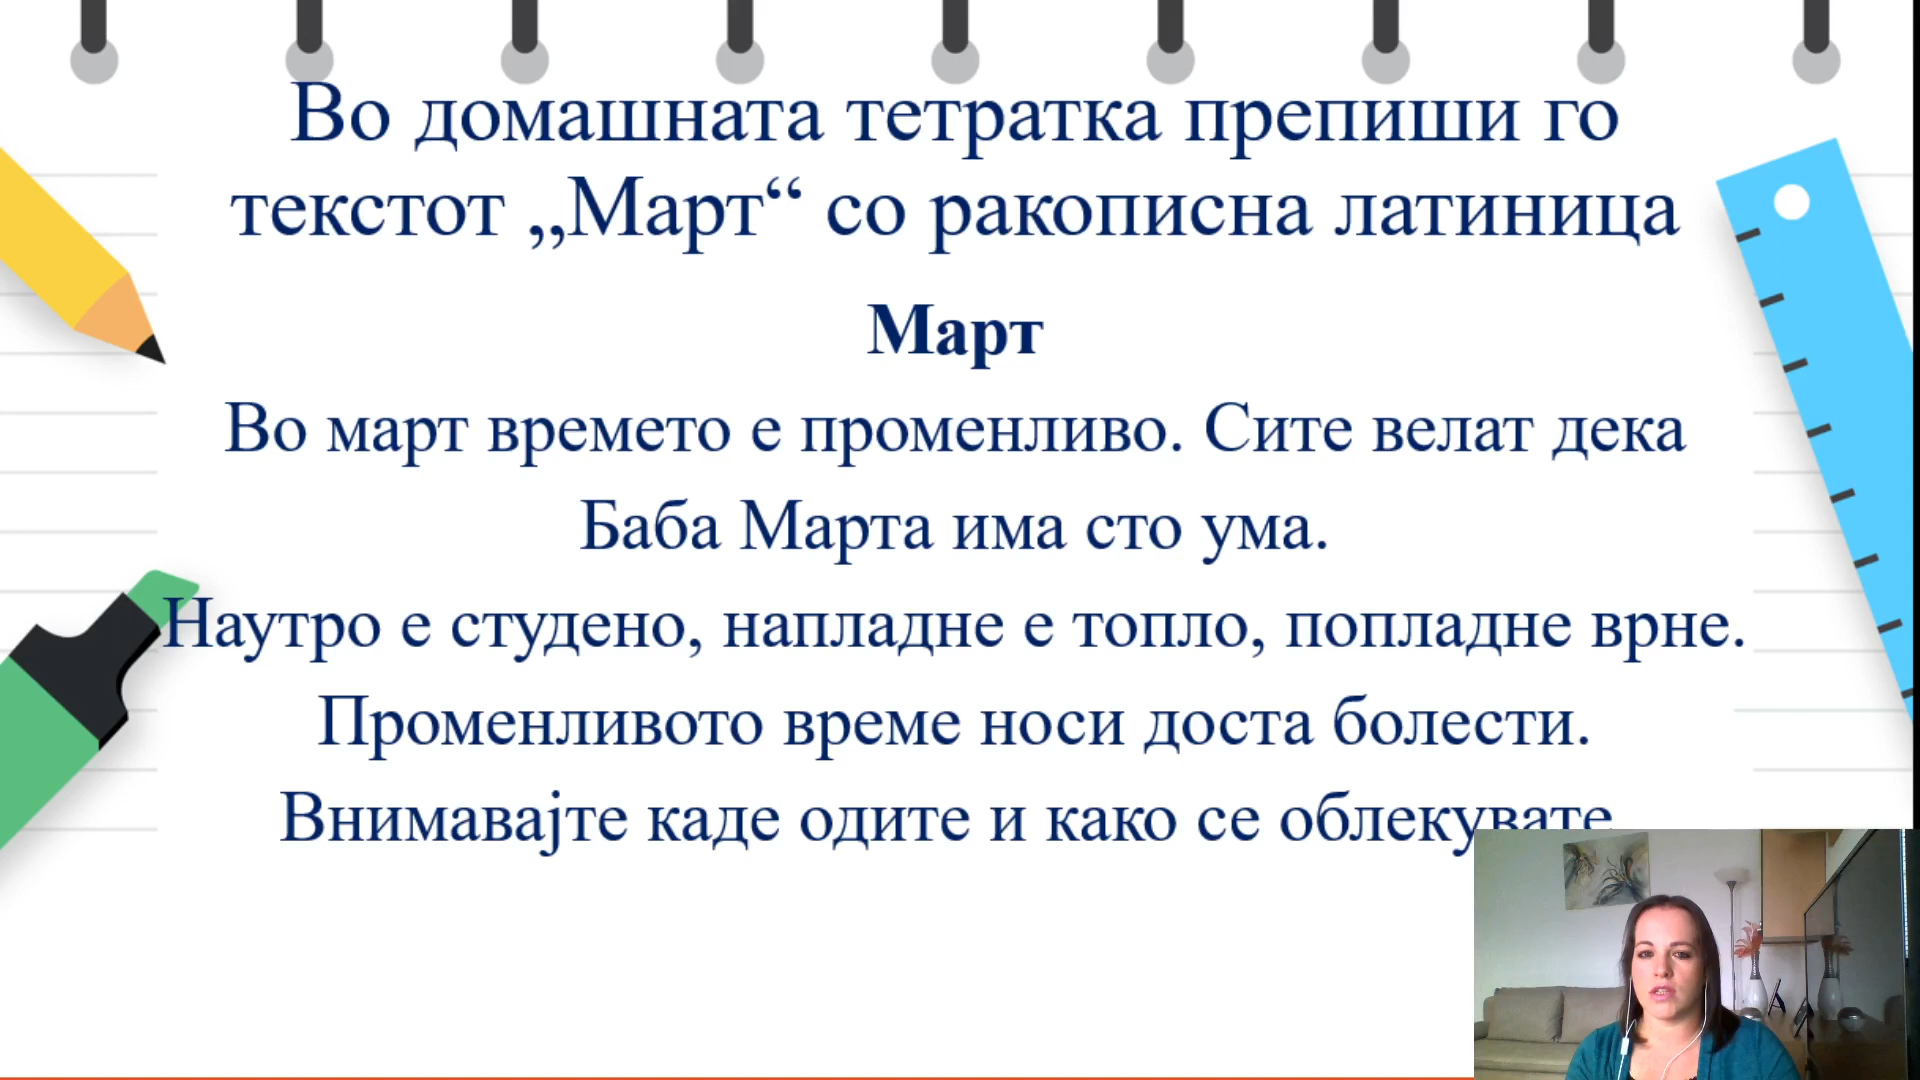 Во домашната тетратка препиши го
текстот „Март“ со ракописна латиница
Март
Во март времето е променливо. Сите велат дека
Баба Марта има сто ума.
Наутро е студено, напладне е топло, попладне врне.
Променливото време носи доста болести.
Внимавајте каде одите и како се облекувате